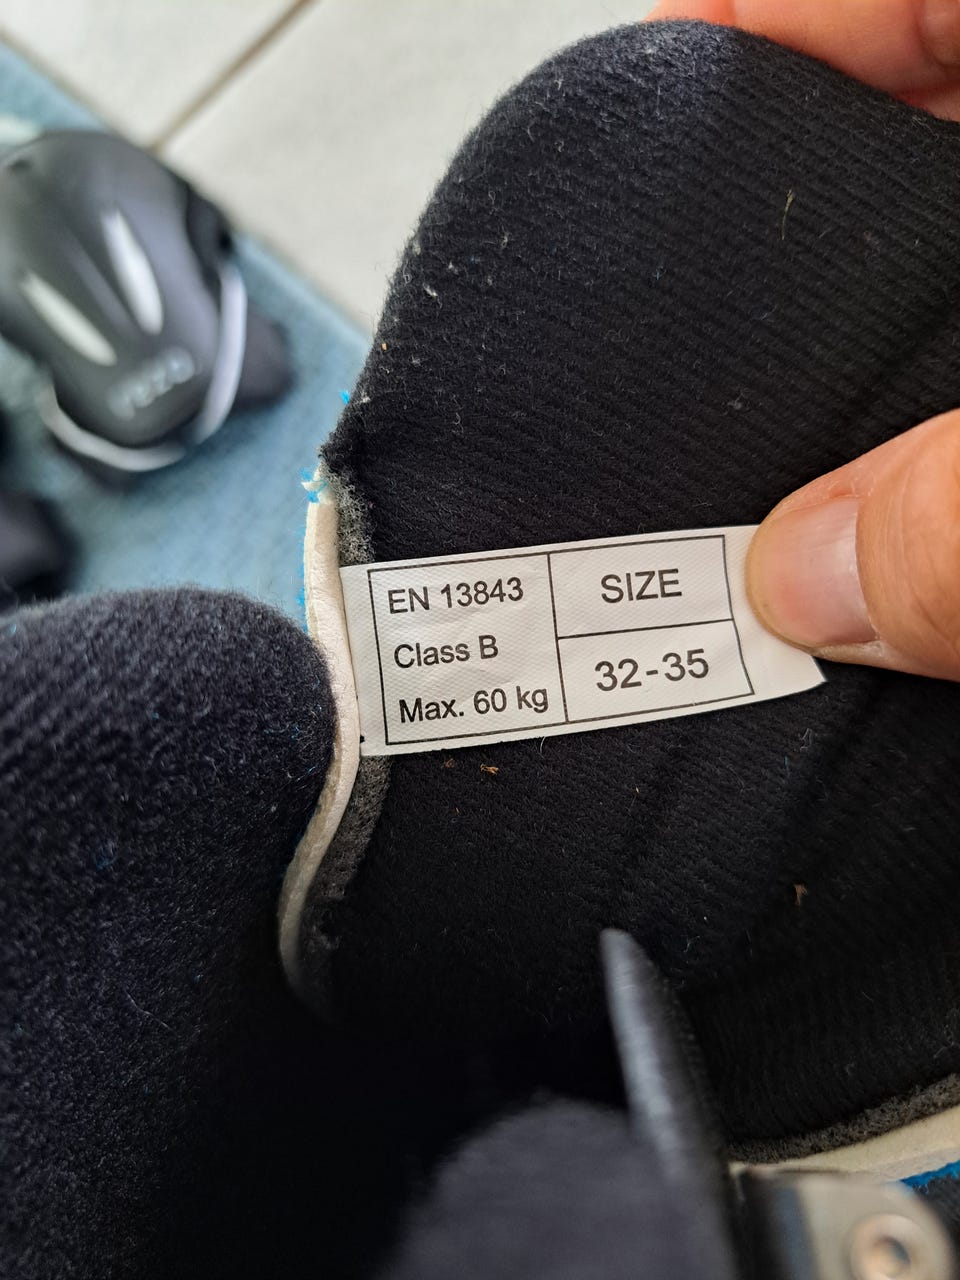 EN 13843
Class B
Max. 60 kg
SIZE
32-35